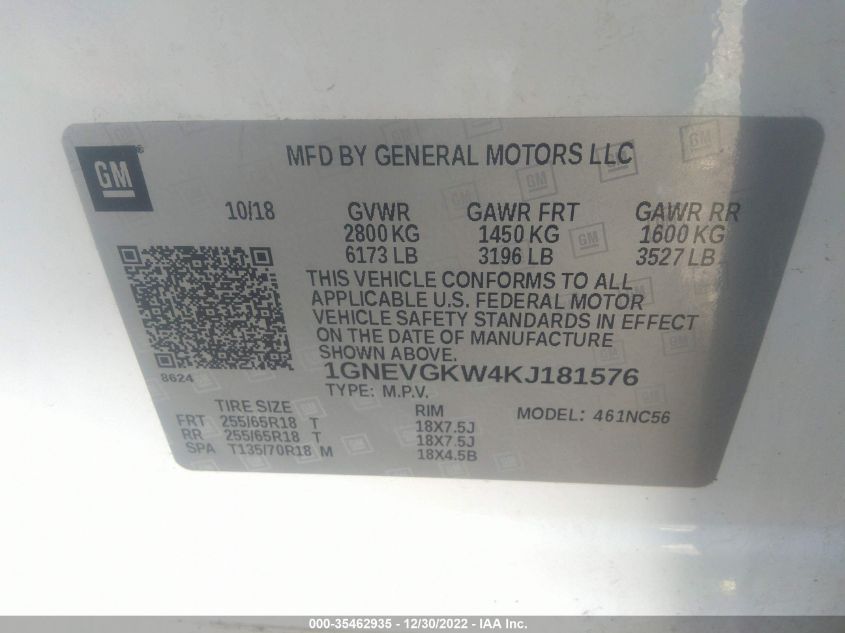 GM®
MFD BY GENERAL MOTORS LLC
10/18 GVWR GAWR FRT GAWR RR
2800 KG 1450 KG 1600 KG
6173 LB 3196 LB 3527 LB
THIS VEHICLE CONFORMS TO ALL
APPLICABLE U.S. FEDERAL MOTOR
VEHICLE SAFETY STANDARDS IN EFFECT
ON THE DATE OF MANUFACTURE
SHOWN ABOVE.
8624
1GNEVGKW4KJ181576
TYPE: M.P.V.
TIRE SIZE RIM MODEL: 461NC56
FRT 255/65R18 T 18X7.5J
RR 255/65R18 T 18X7.5J
SPA T135/70R18 M 18X4.5B
000-35462935 - 12/30/2022 - IAA Inc.